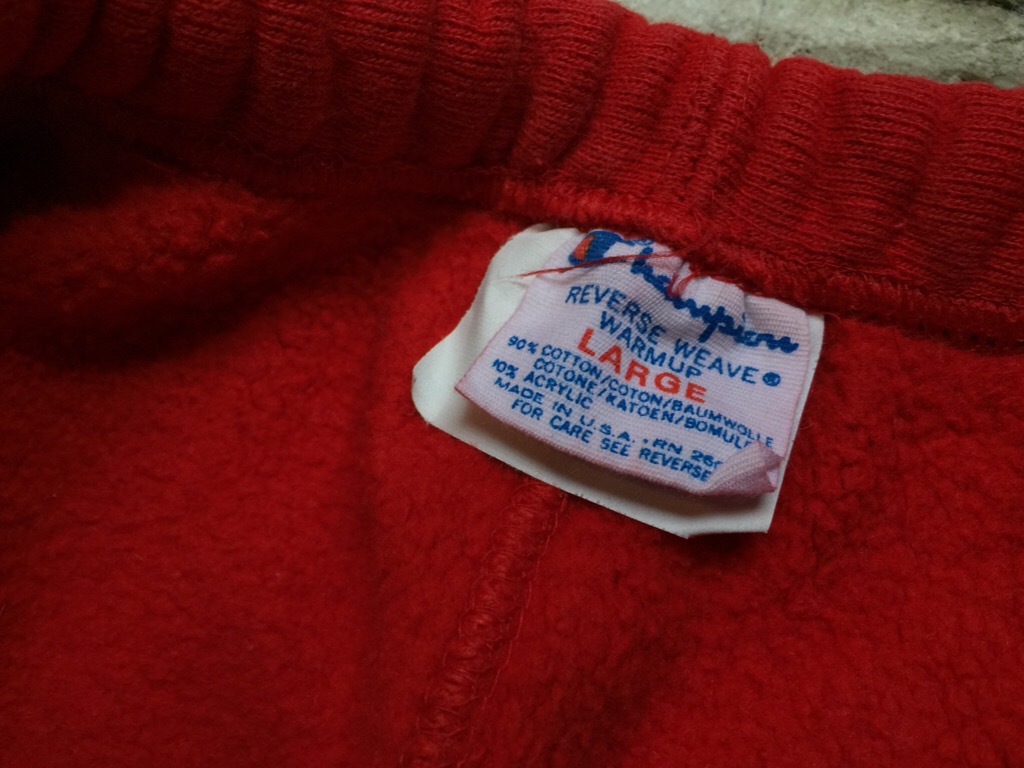 Champion
REVERSE WEAVE ®
WARMUP
LARGE
90% COTTON/COTON/BAUMWOLLE
COTONE/KATOEN/BOMULL
10% ACRYLIC
MADE IN U.S.A. • RN
FOR CARE SEE REVERSE